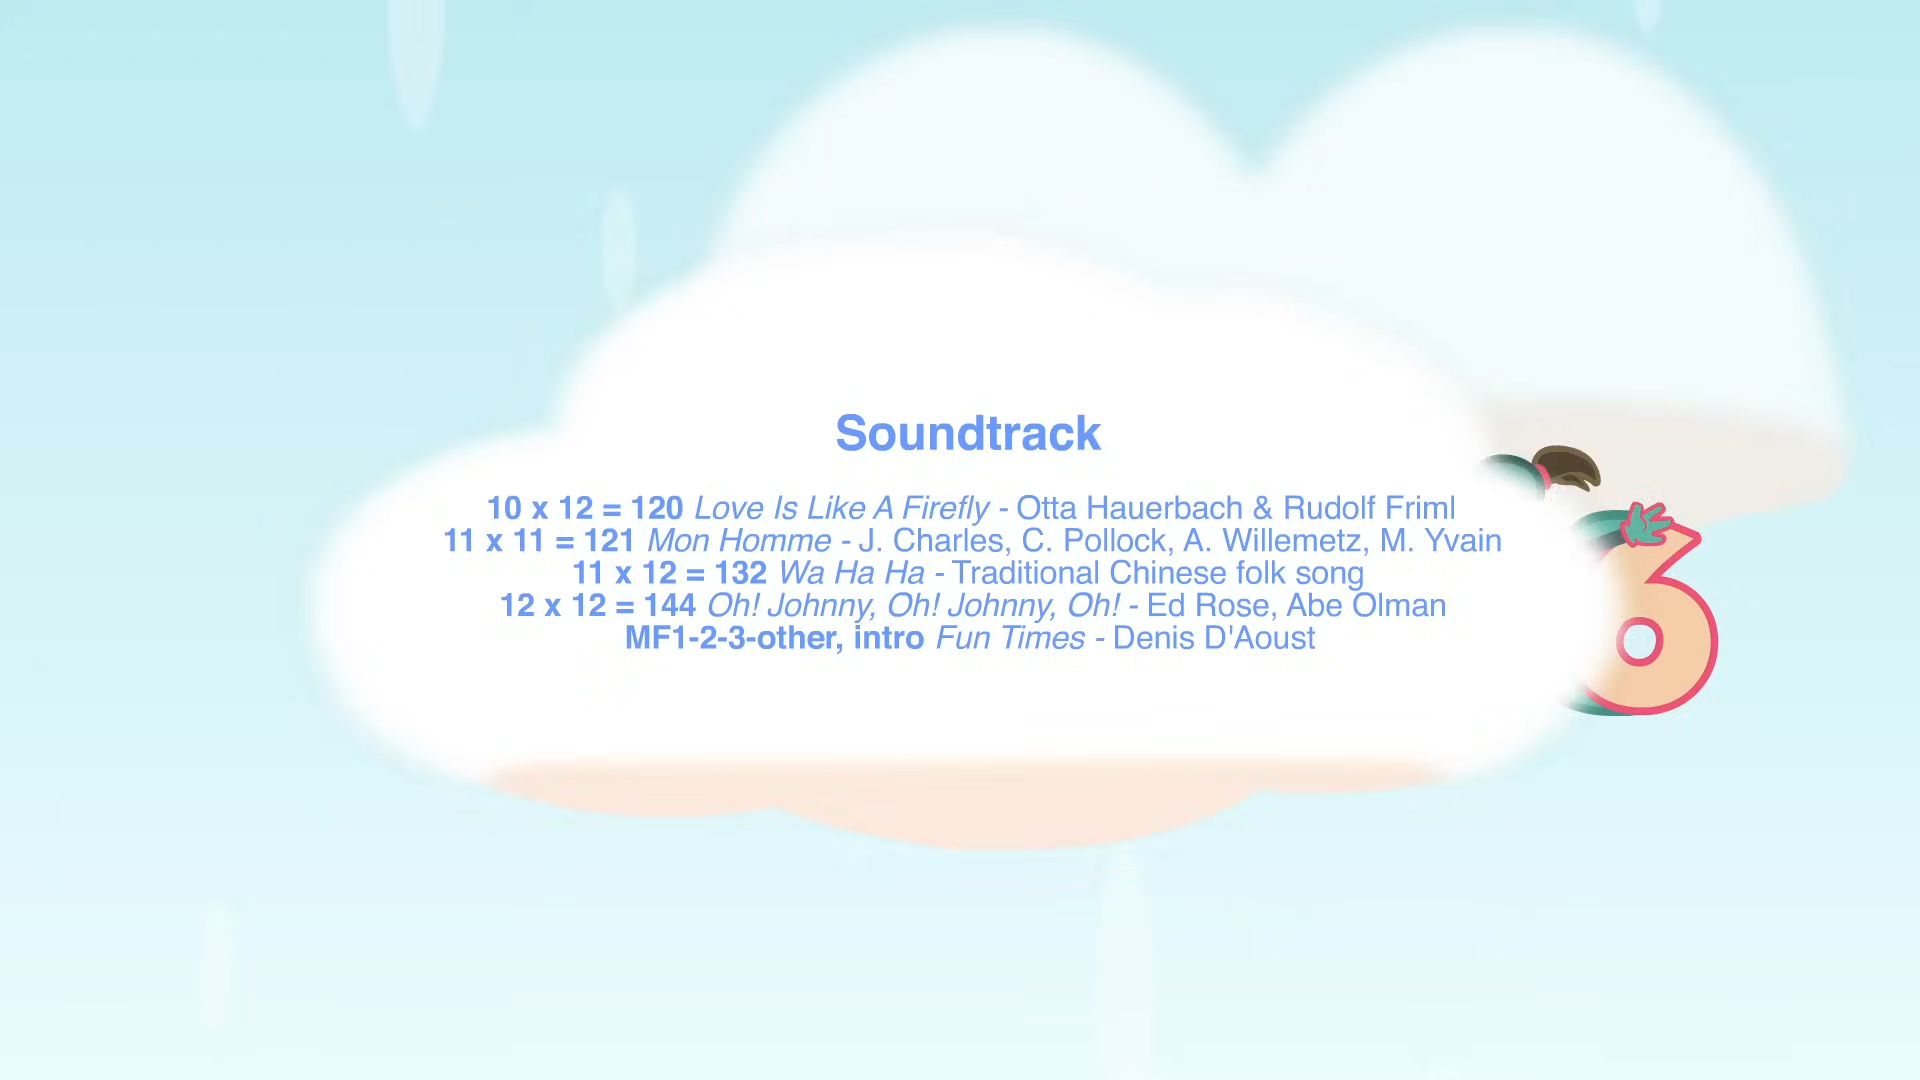 Soundtrack
10 x 12 = 120 Love Is Like A Firefly - Otta Hauerbach & Rudolf Friml
11 x 11 = 121 Mon Homme - J. Charles, C. Pollock, A. Willemetz, M. Yvain
11 x 12 = 132 Wa Ha Ha - Traditional Chinese folk song
12 x 12 = 144 Oh! Johnny, Oh! Johnny, Oh! - Ed Rose, Abe Olman
MF1-2-3-other, intro Fun Times - Denis D'Aoust
6